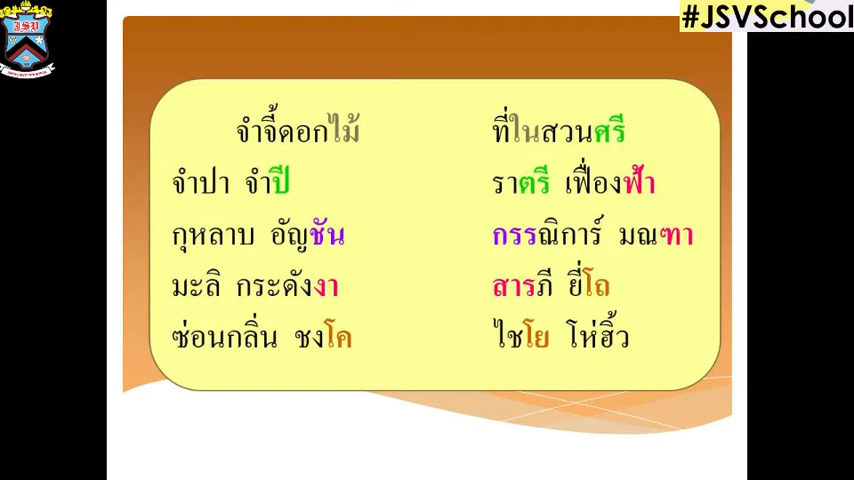 #JSVSchool
JSV
จำจี้ดอกไม้ ที่ในสวนศรี
จำปา จำปี ราตรี เฟื่องฟ้า
กุหลาบ อัญชัน กรรณิการ์ มณฑา
มะลิ กระดังงา สารภี ยี่โถ
ซ่อนกลิ่น ชงโค ไชโย โห่ฮิ้ว